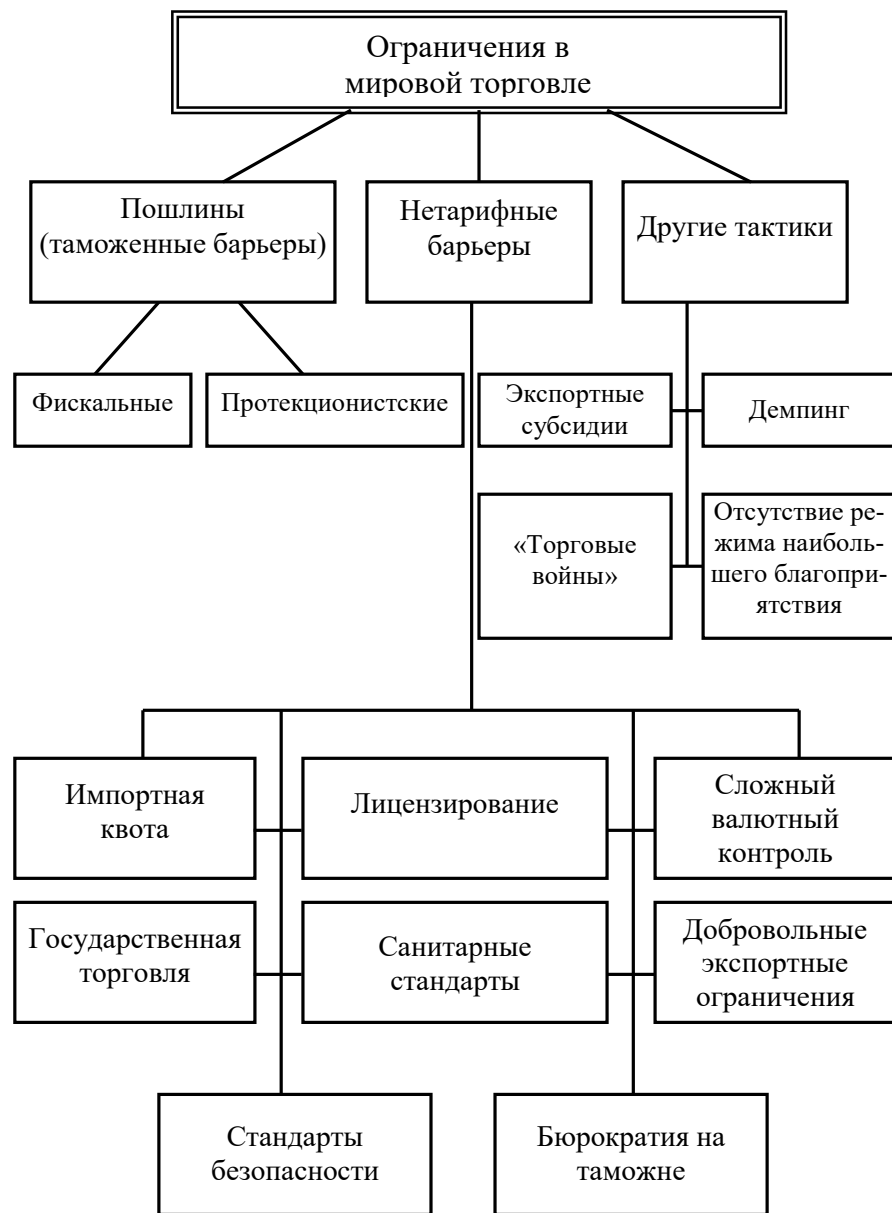 Ограничения в
мировой торговле
Пошлины
(таможенные барьеры)
Нетарифные
барьеры
Другие тактики
Фискальные
Протекционистские
Экспортные
субсидии
Демпинг
«Торговые
войны»
Отсутствие ре-
жима наиболь-
шего благопри-
ятствия
Импортная
квота
Лицензирование
Сложный
валютный
контроль
Государственная
торговля
Санитарные
стандарты
Добровольные
экспортные
ограничения
Стандарты
безопасности
Бюрократия на
таможне